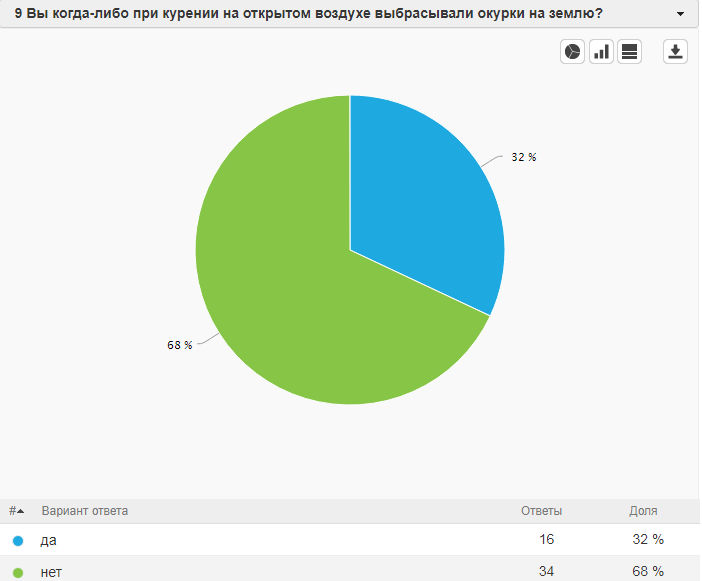 9 Вы когда-либо при курении на открытом воздухе выбрасывали окурки на землю?
32 %
68 %
# Вариант ответа Ответы Доля
да 16 32 %
нет 34 68 %